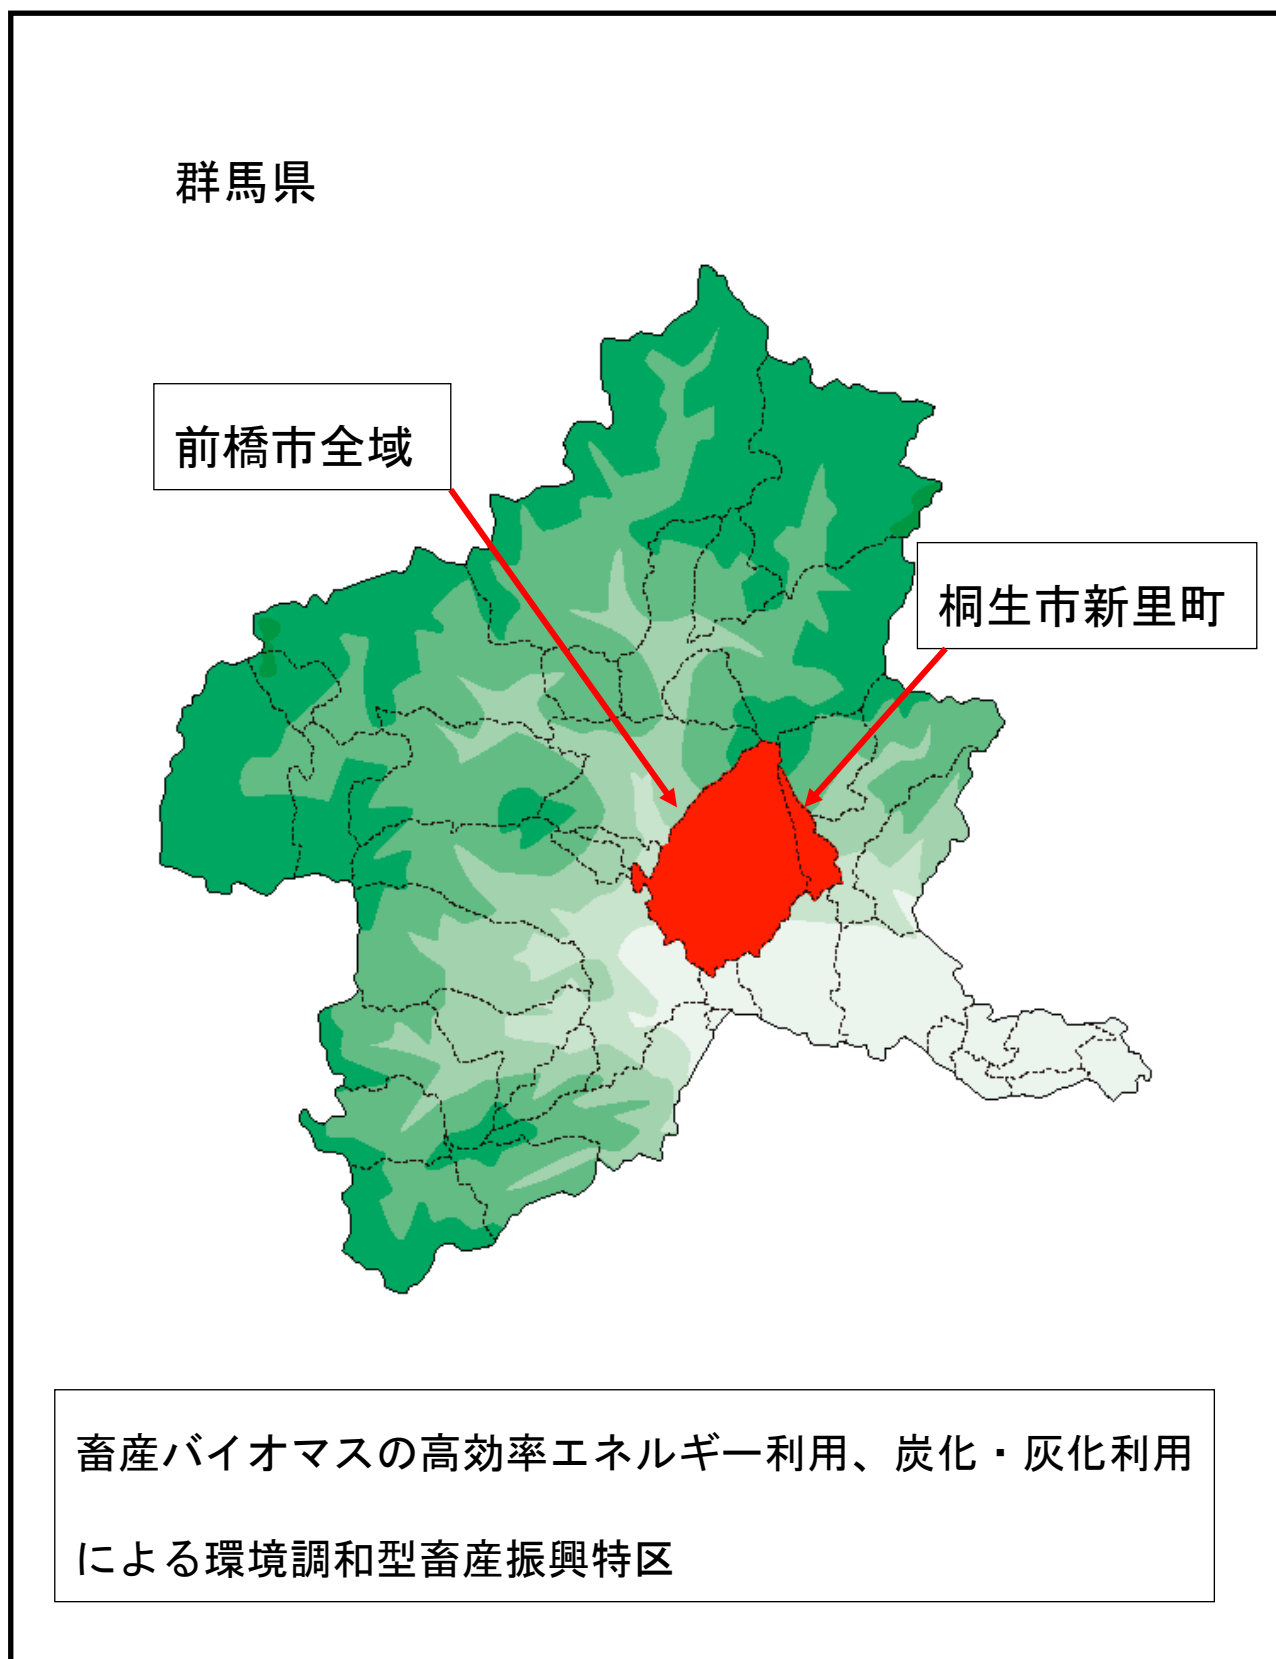 群馬県
前橋市全域
桐生市新里町
畜産バイオマスの高効率エネルギー利用、炭化・灰化利用
による環境調和型畜産振興特区